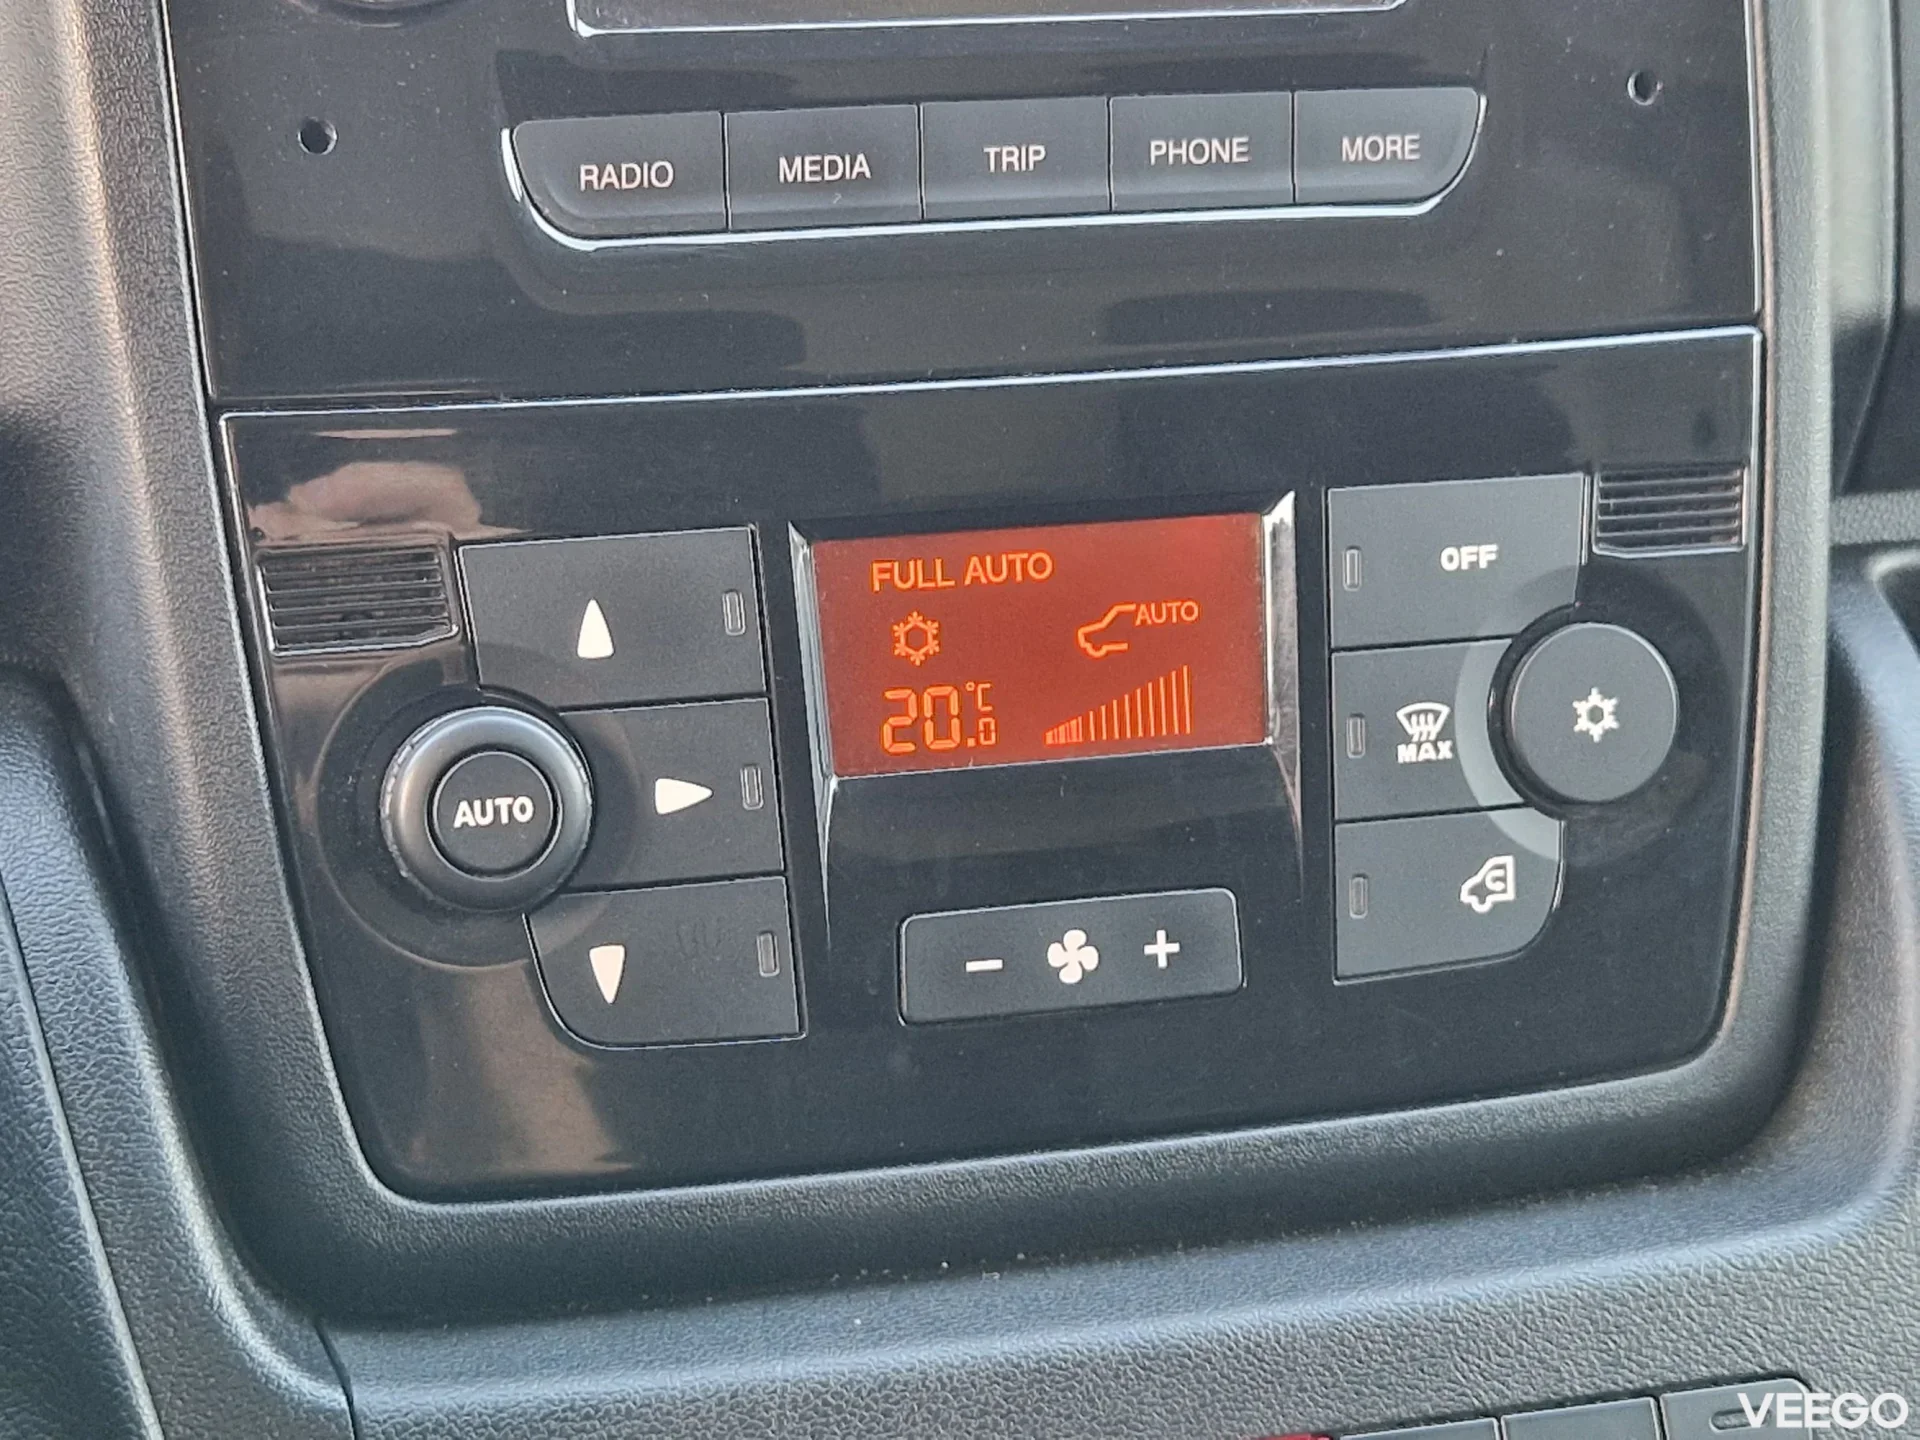 RADIO MEDIA TRIP PHONE MORE
FULL AUTO
AUTO
20.0 °C
OFF
MAX
AUTO
- +
VEEGO